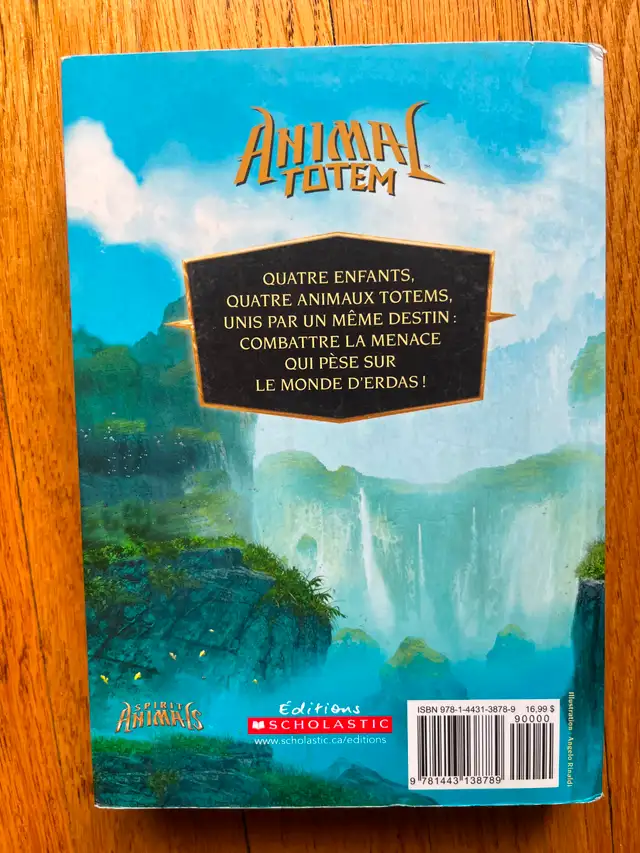 ANIMAL
TOTEM™
QUATRE ENFANTS,
QUATRE ANIMAUX TOTEMS,
UNIS PAR UN MÊME DESTIN :
COMBATTRE LA MENACE
QUI PÈSE SUR
LE MONDE D'ERDAS !
SPIRIT
ANIMALS
Éditions
SCHOLASTIC
www.scholastic.ca/editions
ISBN 978-1-4431-3878-9 16,99 $
90000
9 781443 138789
Illustration : Angelo Rinaldi